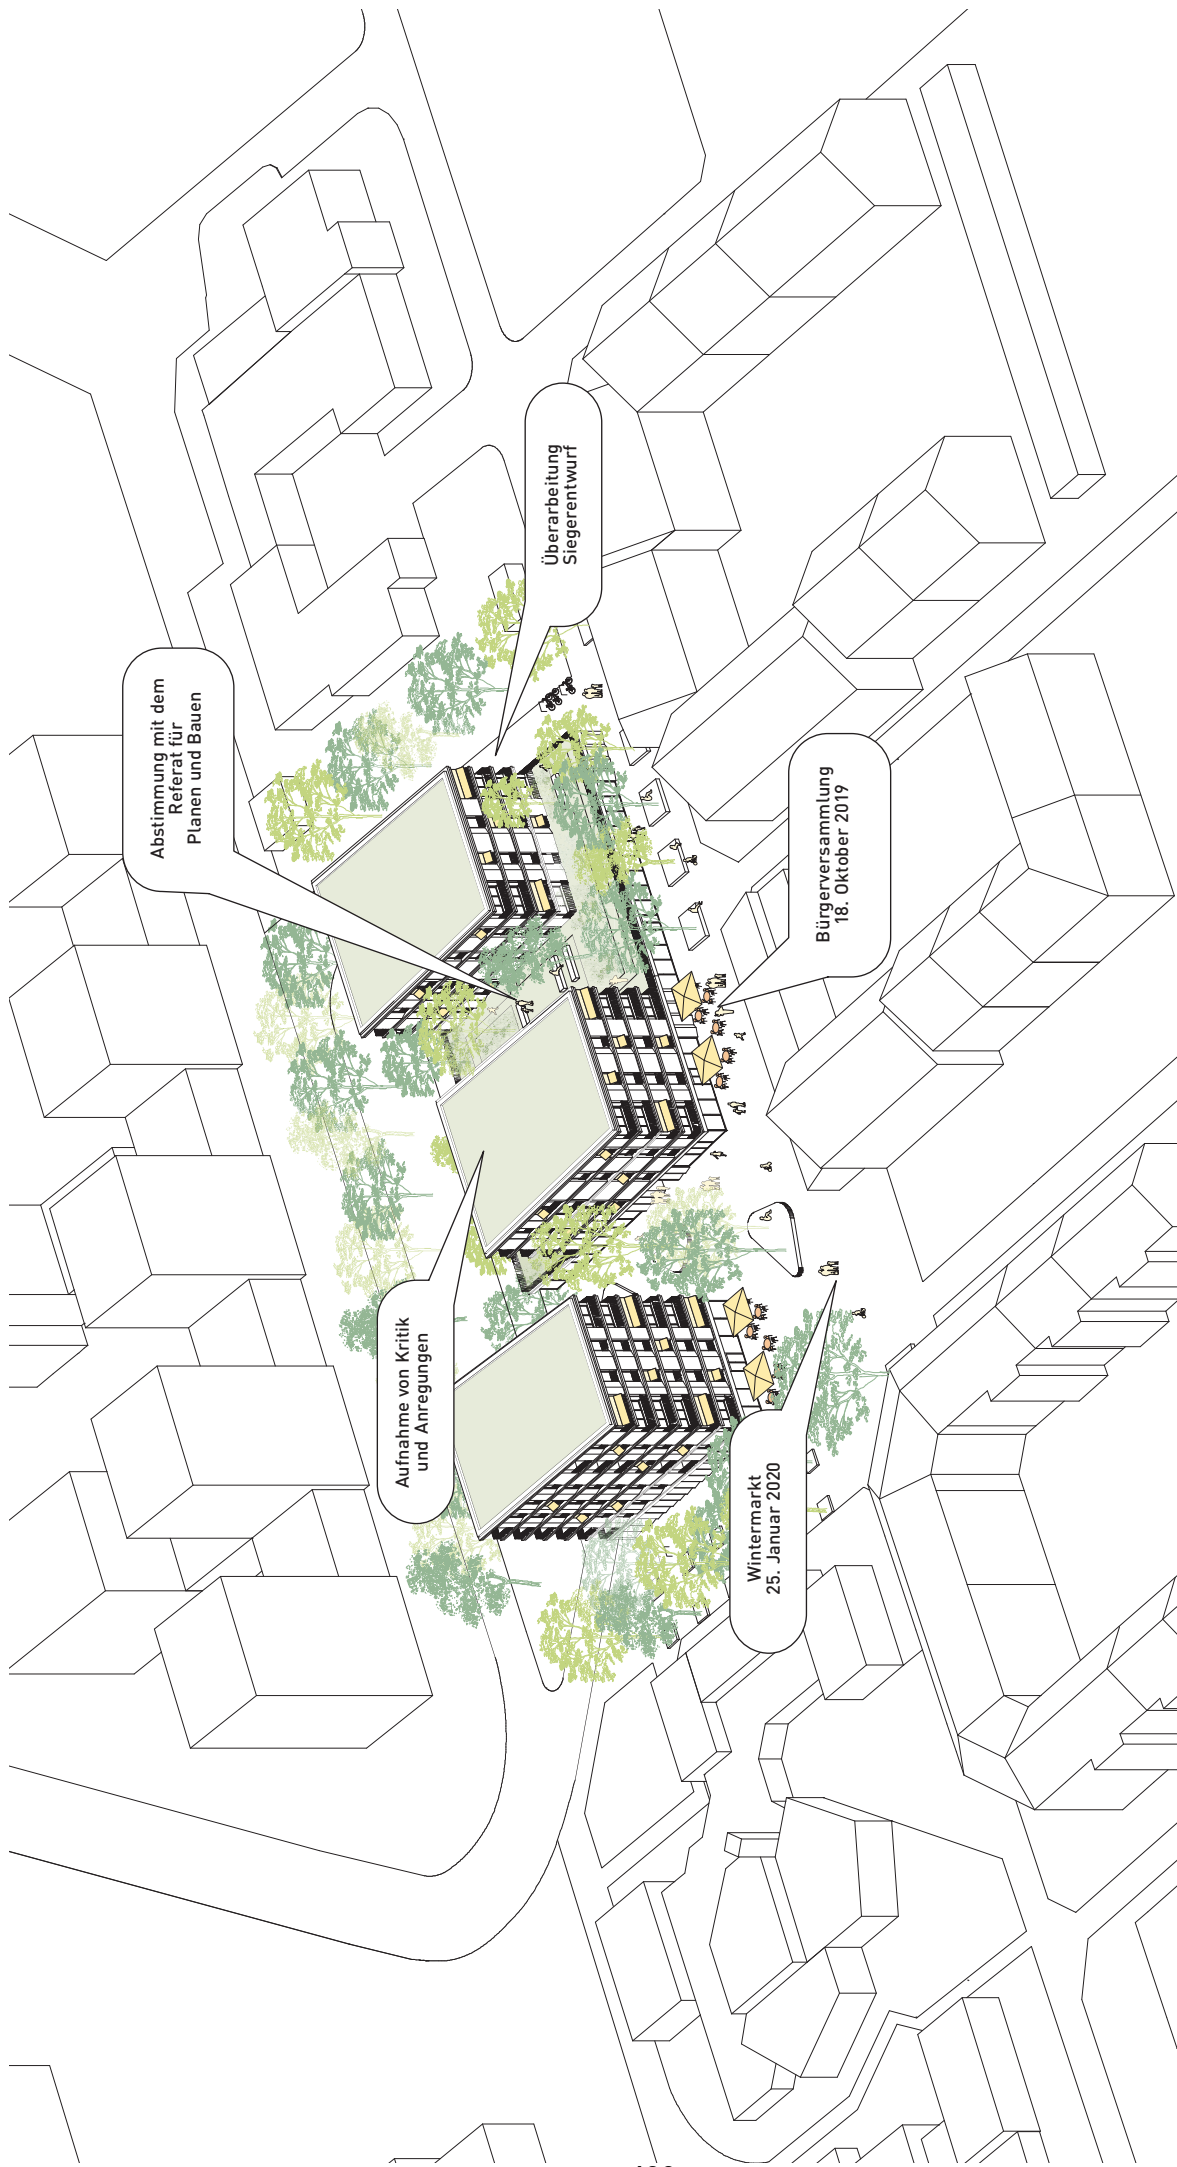 Abstimmung mit dem
Referat für
Planen und Bauen
Überarbeitung
Siegerentwurf
Aufnahme von Kritik
und Anregungen
Bürgerversammlung
18. Oktober 2019
Wintermarkt
25. Januar 2020